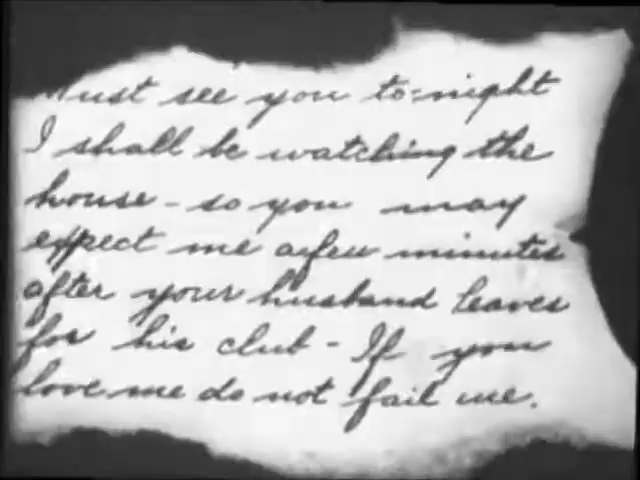 Must see you to-night
I shall be watching the
house - so you may
expect me a few minutes
after your husband leaves
for his club - If you
love me do not fail me.